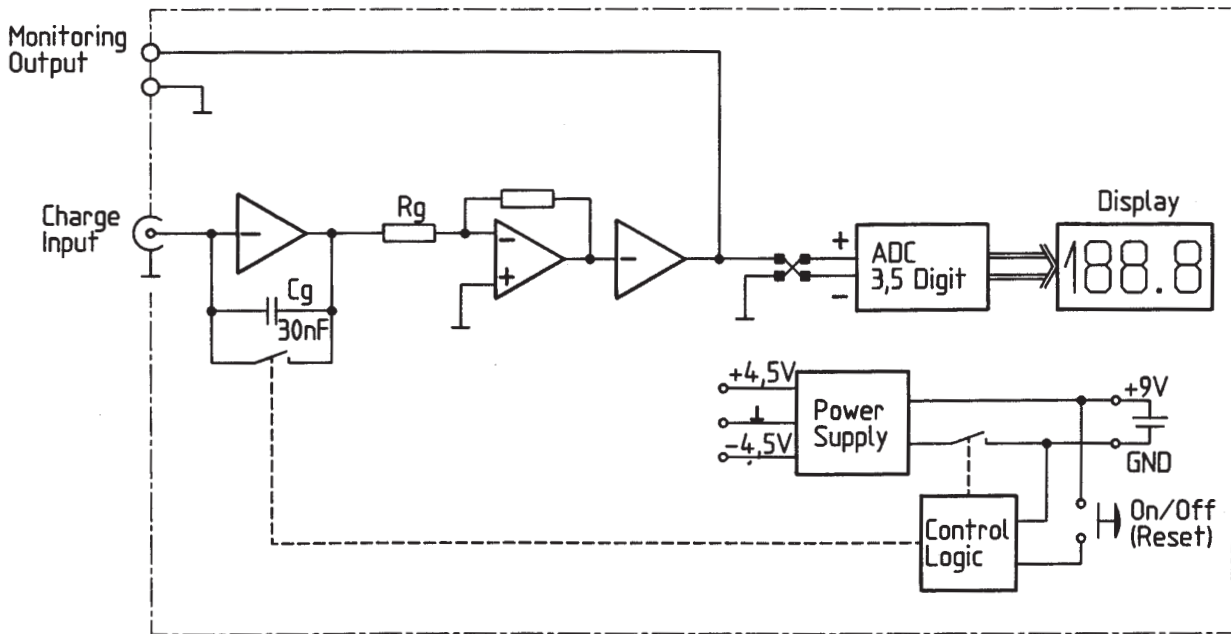 Monitoring
Output
Charge
Input
Cg
30nF
Rg
−
−
+
−
+
−
ADC
3,5 Digit
Display
188.8
+4,5V
−4,5V
Power
Supply
+9V
GND
Control
Logic
On/Off
(Reset)